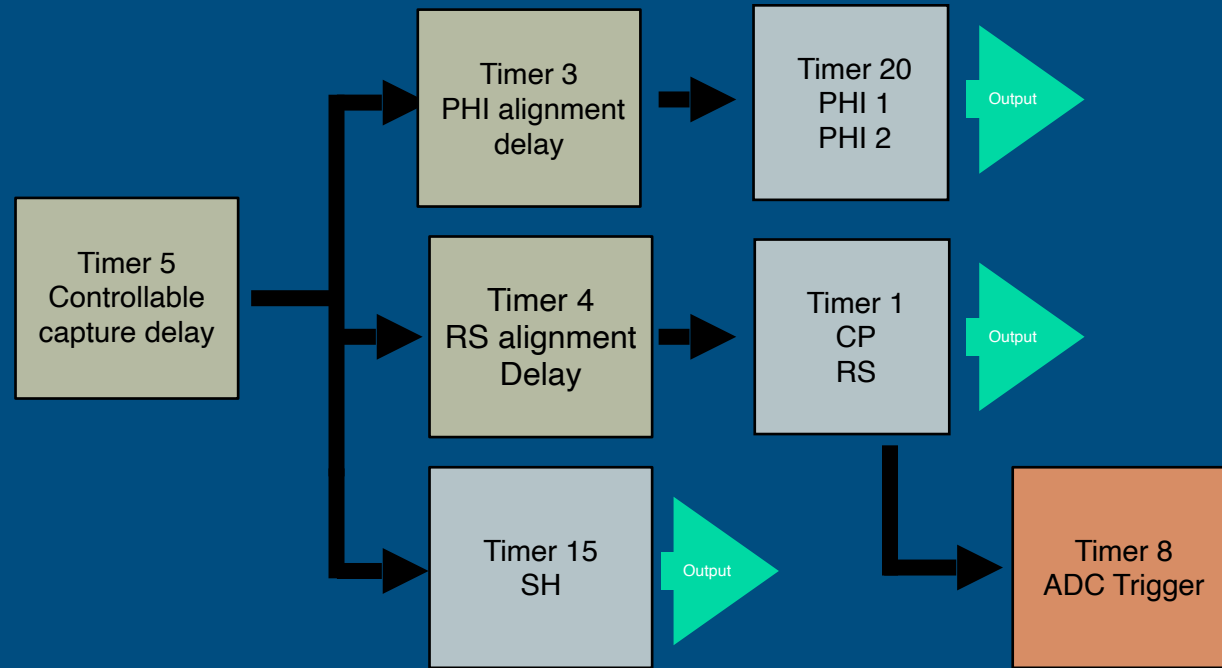 Timer 3
PHI alignment
delay
Timer 20
PHI 1
PHI 2
Output
Timer 5
Controllable
capture delay
Timer 4
RS alignment
Delay
Timer 1
CP
RS
Output
Timer 15
SH
Output
Timer 8
ADC Trigger